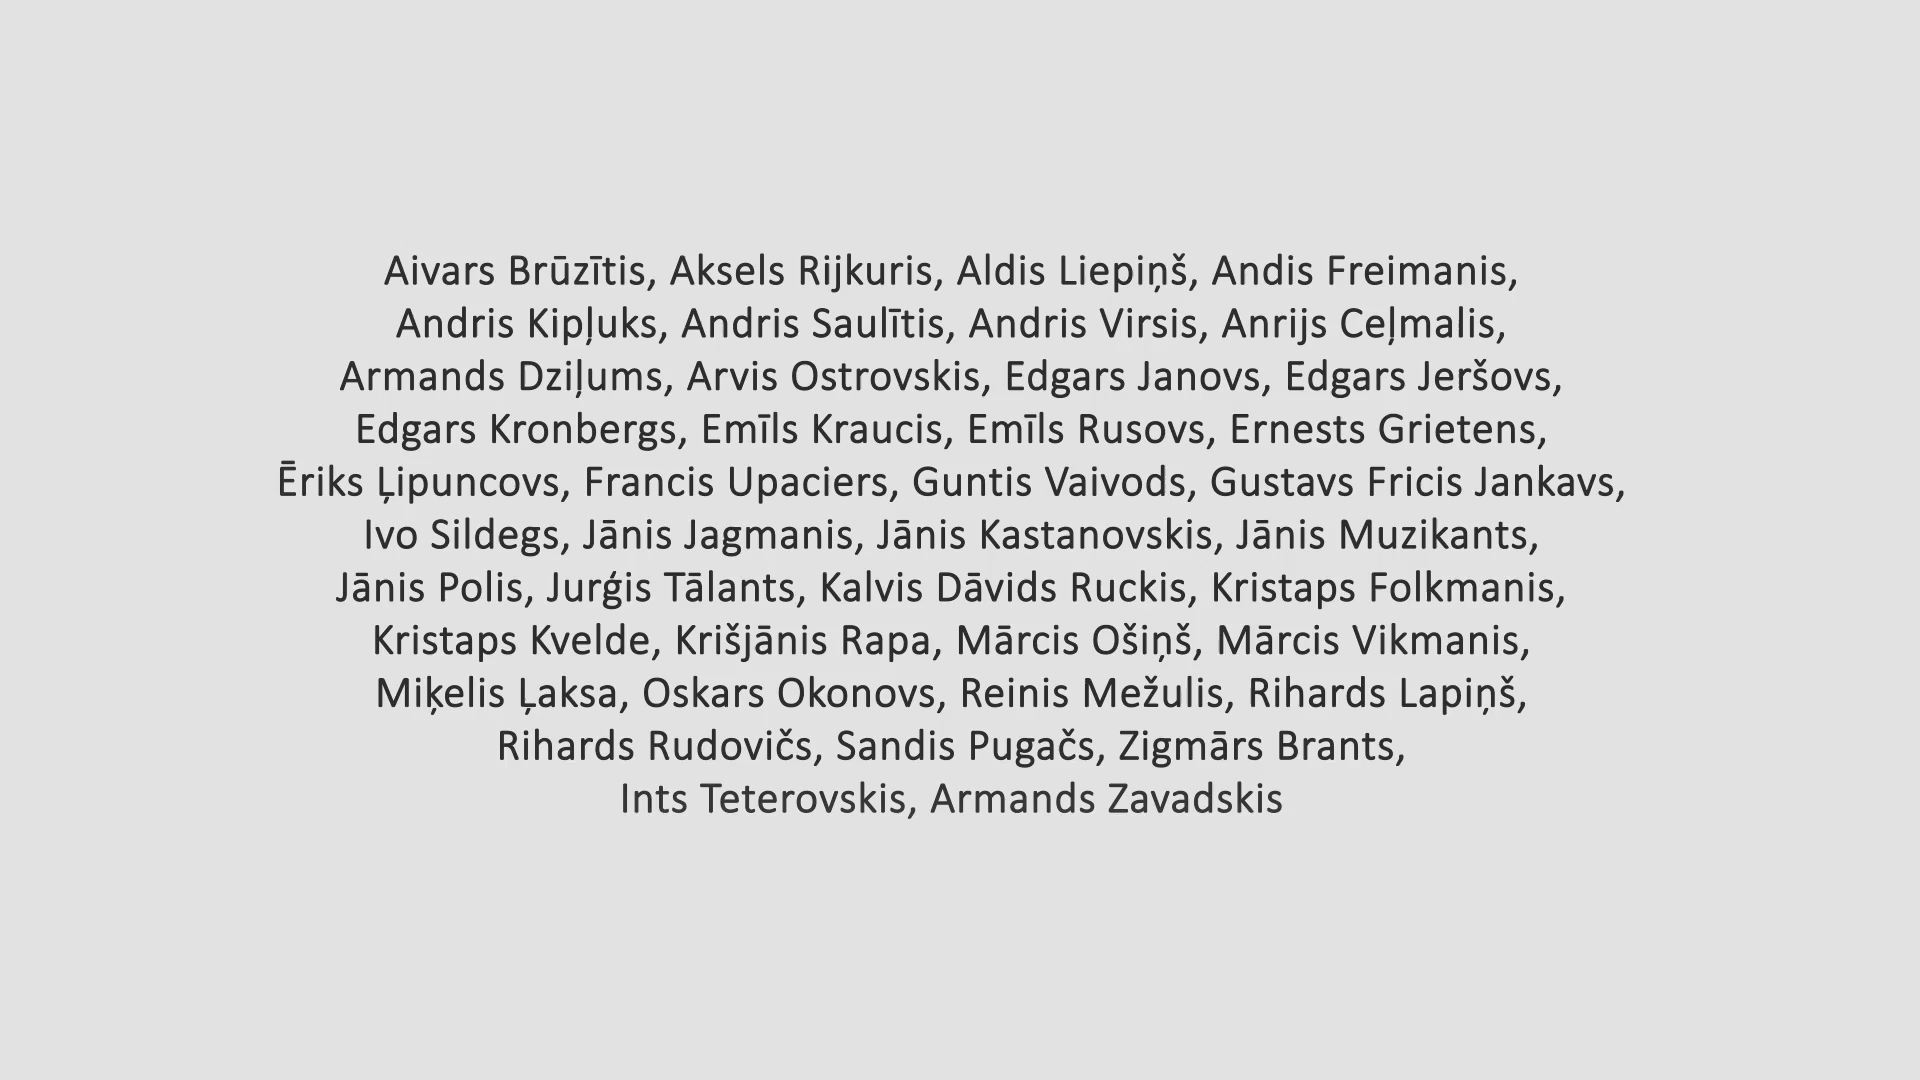 Aivars Brūzītis, Aksels Rijkuris, Aldis Liepiņš, Andis Freimanis,
Andris Kipļuks, Andris Saulītis, Andris Virsis, Anrijs Ceļmalis,
Armands Dziļums, Arvis Ostrovskis, Edgars Janovs, Edgars Jeršovs,
Edgars Kronbergs, Emīls Kraucis, Emīls Rusovs, Ernests Grietens,
Ēriks Ļipuncovs, Francis Upaciers, Guntis Vaivods, Gustavs Fricis Jankavs,
Ivo Sildegs, Jānis Jagmanis, Jānis Kastanovskis, Jānis Muzikants,
Jānis Polis, Jurģis Tālants, Kalvis Dāvids Ruckis, Kristaps Folkmanis,
Kristaps Kvelde, Krišjānis Rapa, Mārcis Ošiņš, Mārcis Vikmanis,
Miķelis Ļaksa, Oskars Okonovs, Reinis Mežulis, Rihards Lapiņš,
Rihards Rudovičs, Sandis Pugačs, Zigmārs Brants,
Ints Teterovskis, Armands Zavadskis